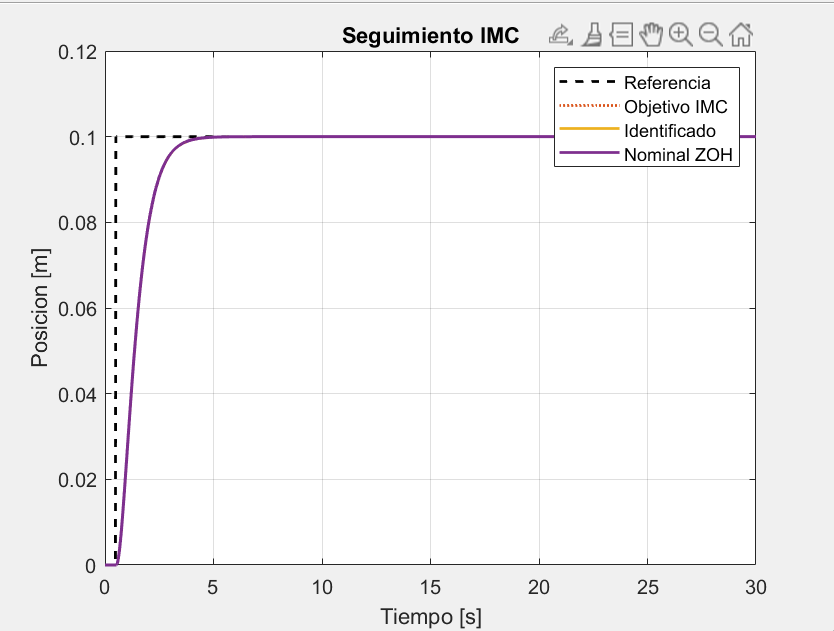 Seguimiento IMC
0.12
0.1
0.08
0.06
0.04
0.02
0
Posicion [m]
Referencia
Objetivo IMC
Identificado
Nominal ZOH
0 5 10 15 20 25 30
Tiempo [s]